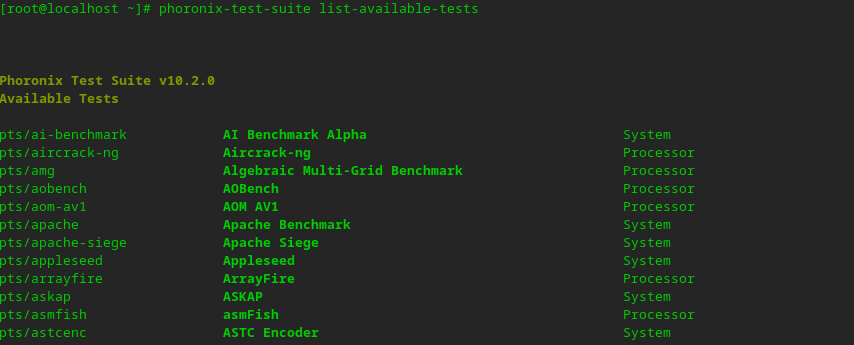 [root@localhost ~]# phoronix-test-suite list-available-tests
Phoronix Test Suite v10.2.0
Available Tests
pts/ai-benchmark AI Benchmark Alpha System
pts/aircrack-ng Aircrack-ng Processor
pts/amg Algebraic Multi-Grid Benchmark Processor
pts/aobench AOBench Processor
pts/aom-av1 AOM AV1 Processor
pts/apache Apache Benchmark System
pts/apache-siege Apache Siege System
pts/appleseed Appleseed System
pts/arrayfire ArrayFire Processor
pts/askap ASKAP System
pts/asmfish asmFish Processor
pts/astcenc ASTC Encoder System